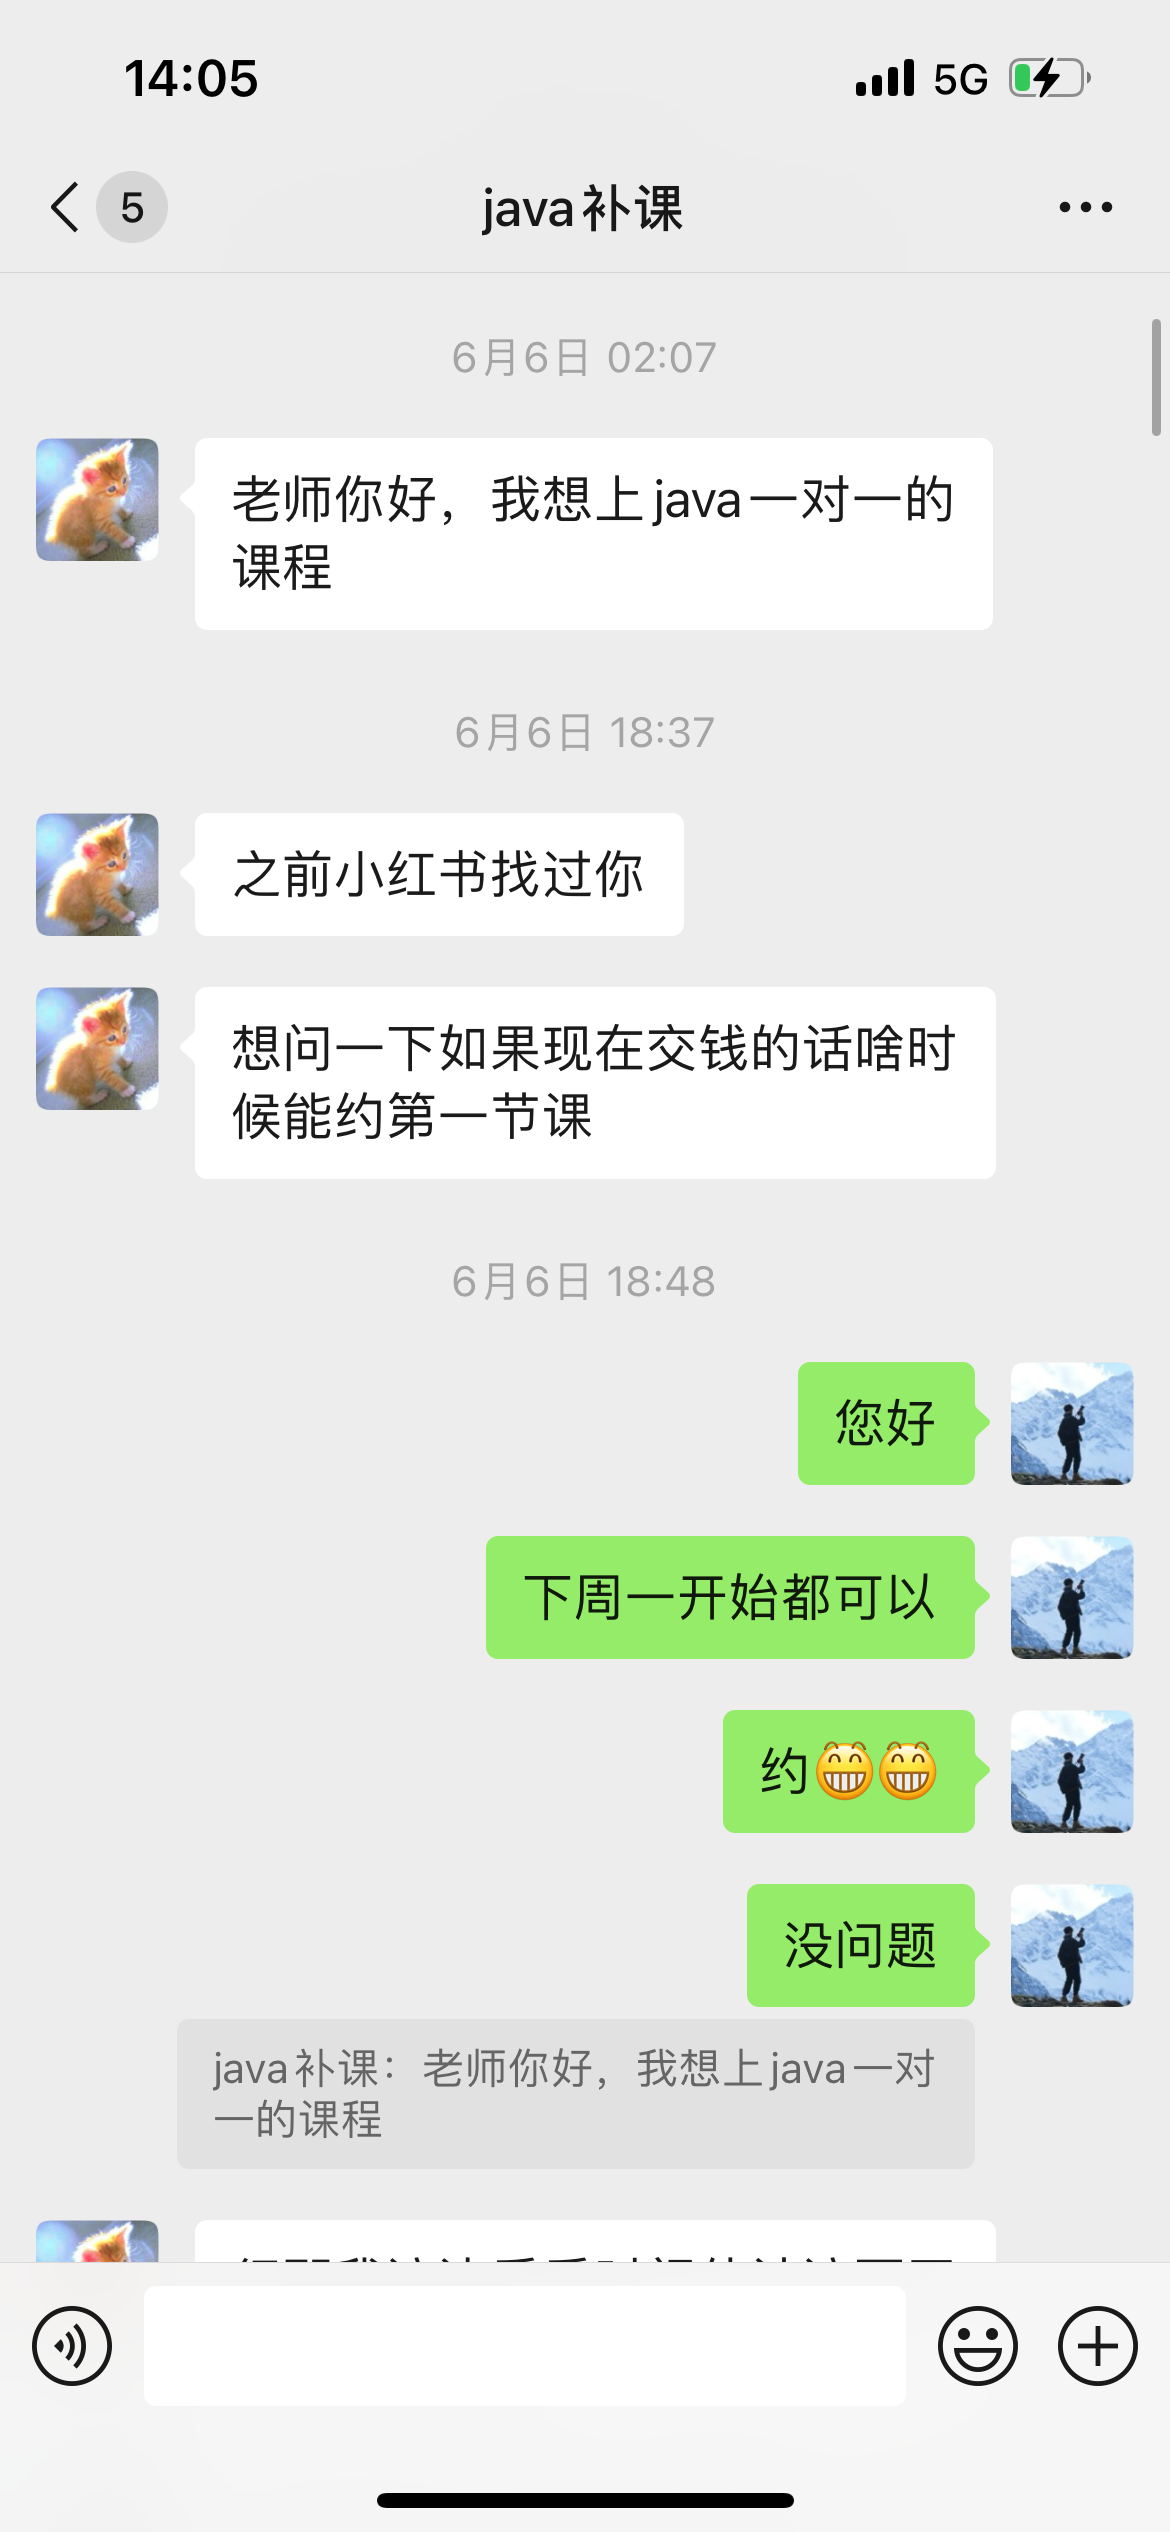 14:05
5G
5
java补课
6月6日 02:07
老师你好，我想上java一对一的
课程
6月6日 18:37
之前小红书找过你
想问一下如果现在交钱的话啥时
候能约第一节课
6月6日 18:48
您好
下周一开始都可以
约😁😁
没问题
java补课：老师你好，我想上java一对
一的课程